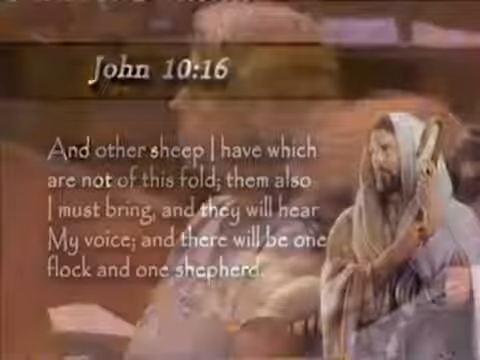 John 10:16
And other sheep I have which
are not of this fold; them also
I must bring, and they will hear
My voice; and there will be one
flock and one shepherd.